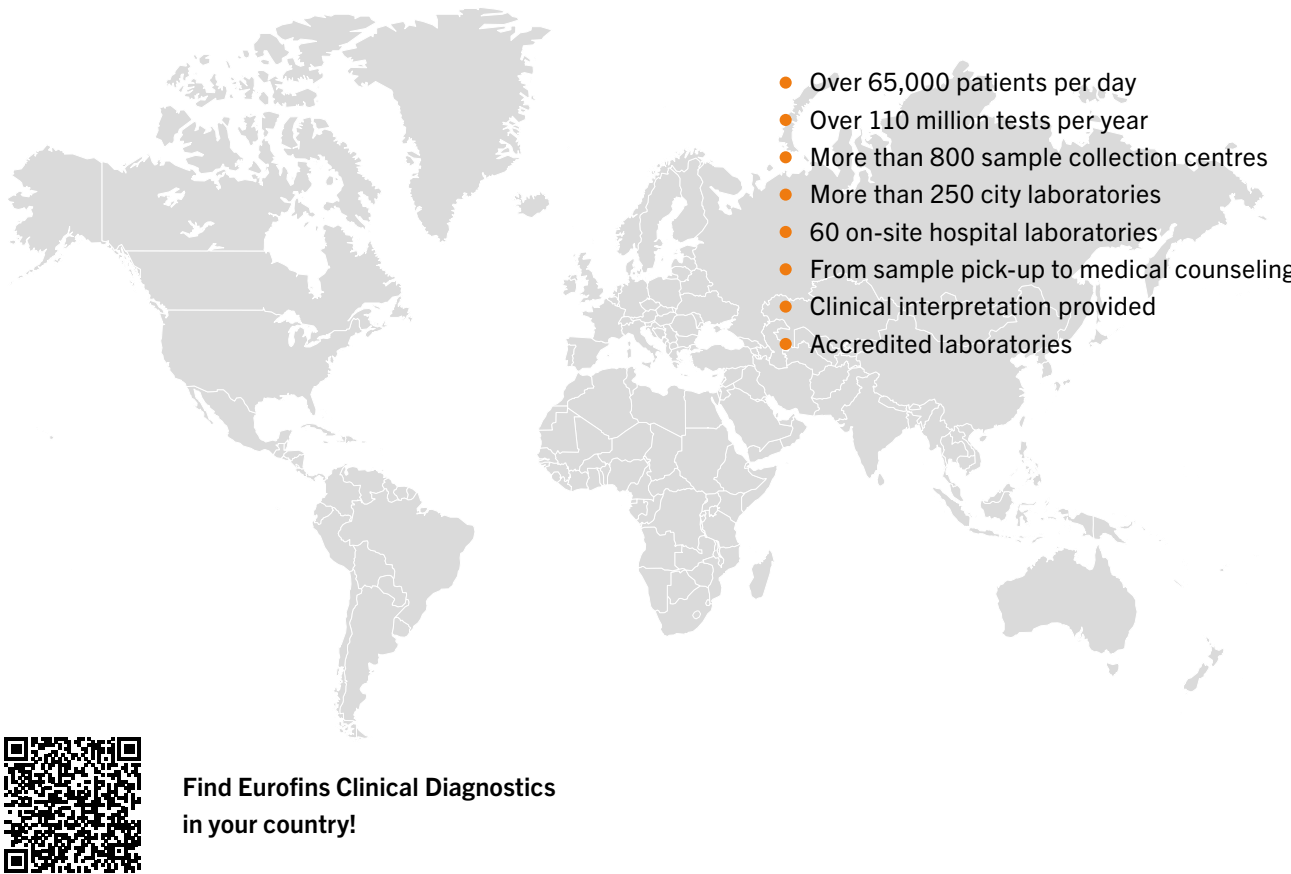 Over 65,000 patients per day
Over 110 million tests per year
More than 800 sample collection centres
More than 250 city laboratories
60 on-site hospital laboratories
From sample pick-up to medical counseling
Clinical interpretation provided
Accredited laboratories
Find Eurofins Clinical Diagnostics
in your country!